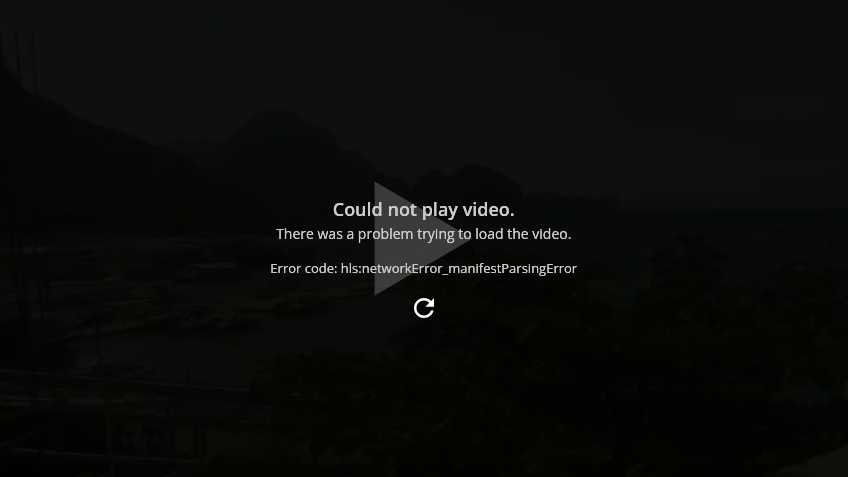 Could not play video.
There was a problem trying to load the video.
Error code: hls:networkError_manifestParsingError